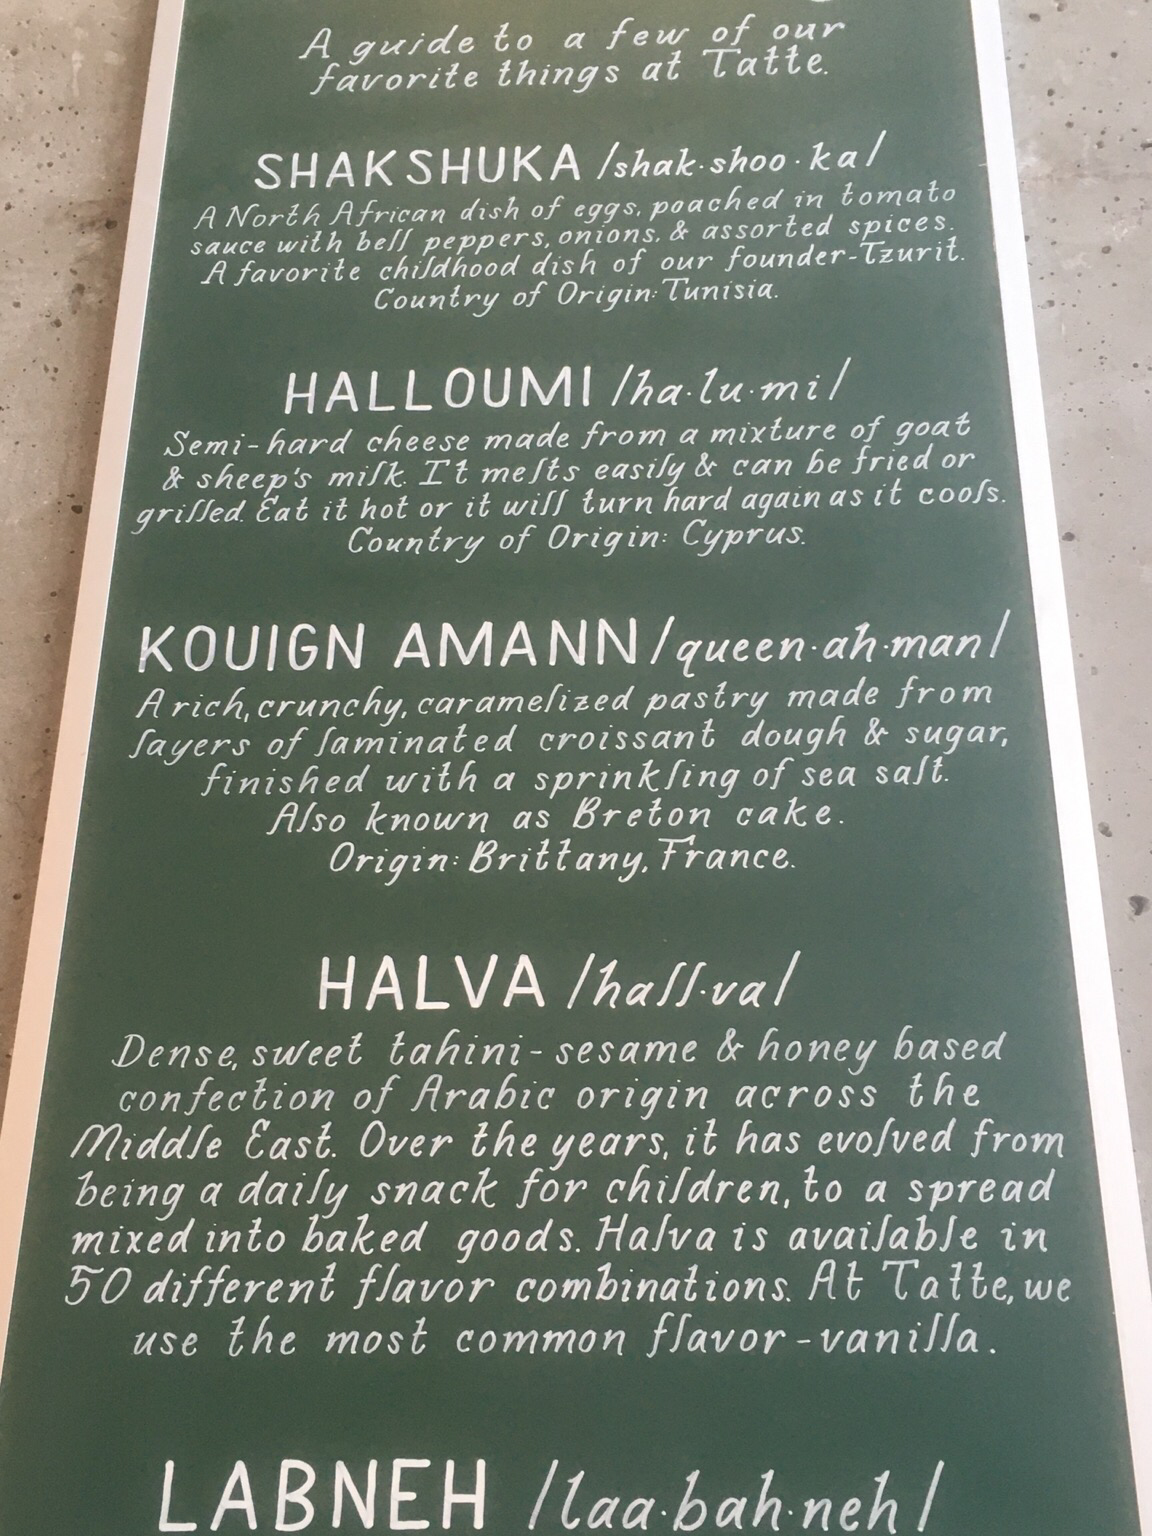 A guide to a few of our
favorite things at Tatte.
SHAKSHUKA /shak·shoo·ka/
A North African dish of eggs, poached in tomato
sauce with bell peppers, onions, & assorted spices.
A favorite childhood dish of our founder-Tzurit.
Country of Origin: Tunisia.
HALLOUMI /ha·lu·mi/
Semi-hard cheese made from a mixture of goat
& sheep's milk. It melts easily & can be fried or
grilled. Eat it hot or it will turn hard again as it cools.
Country of Origin: Cyprus.
KOUIGN AMANN /queen·ah·man/
A rich, crunchy, caramelized pastry made from
layers of laminated croissant dough & sugar,
finished with a sprinkling of sea salt.
Also known as Breton cake.
Origin: Brittany, France.
HALVA /hall·va/
Dense, sweet tahini-sesame & honey based
confection of Arabic origin across the
Middle East. Over the years, it has evolved from
being a daily snack for children, to a spread
mixed into baked goods. Halva is available in
50 different flavor combinations. At Tatte, we
use the most common flavor-vanilla.
LABNEH /laa·bah·neh/